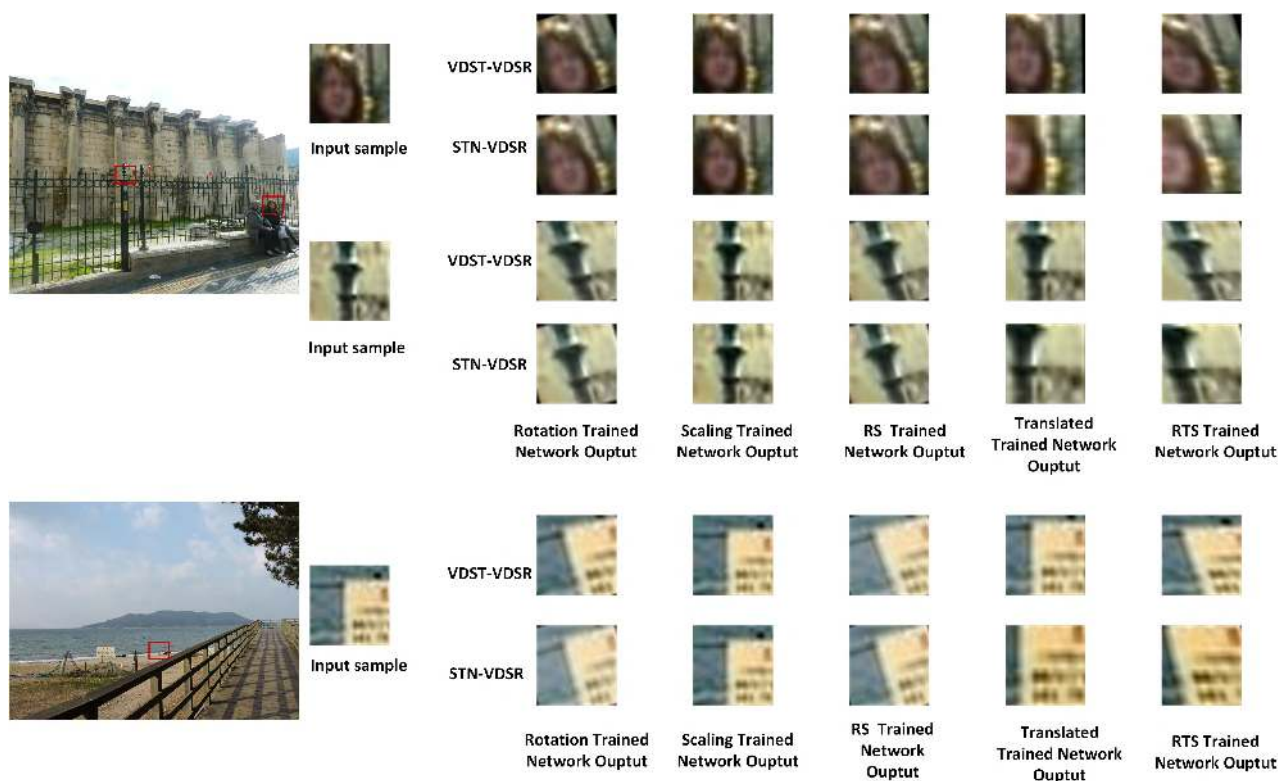 VDST-VDSR
Input sample
STN-VDSR
VDST-VDSR
Input sample
STN-VDSR
Rotation Trained
Network Ouptut
Scaling Trained
Network Ouptut
RS Trained
Network Ouptut
Translated
Trained Network
Ouptut
RTS Trained
Network Ouptut
VDST-VDSR
Input sample
STN-VDSR
Rotation Trained
Network Ouptut
Scaling Trained
Network Ouptut
RS Trained
Network
Ouptut
Translated
Trained Network
Ouptut
RTS Trained
Network Ouptut